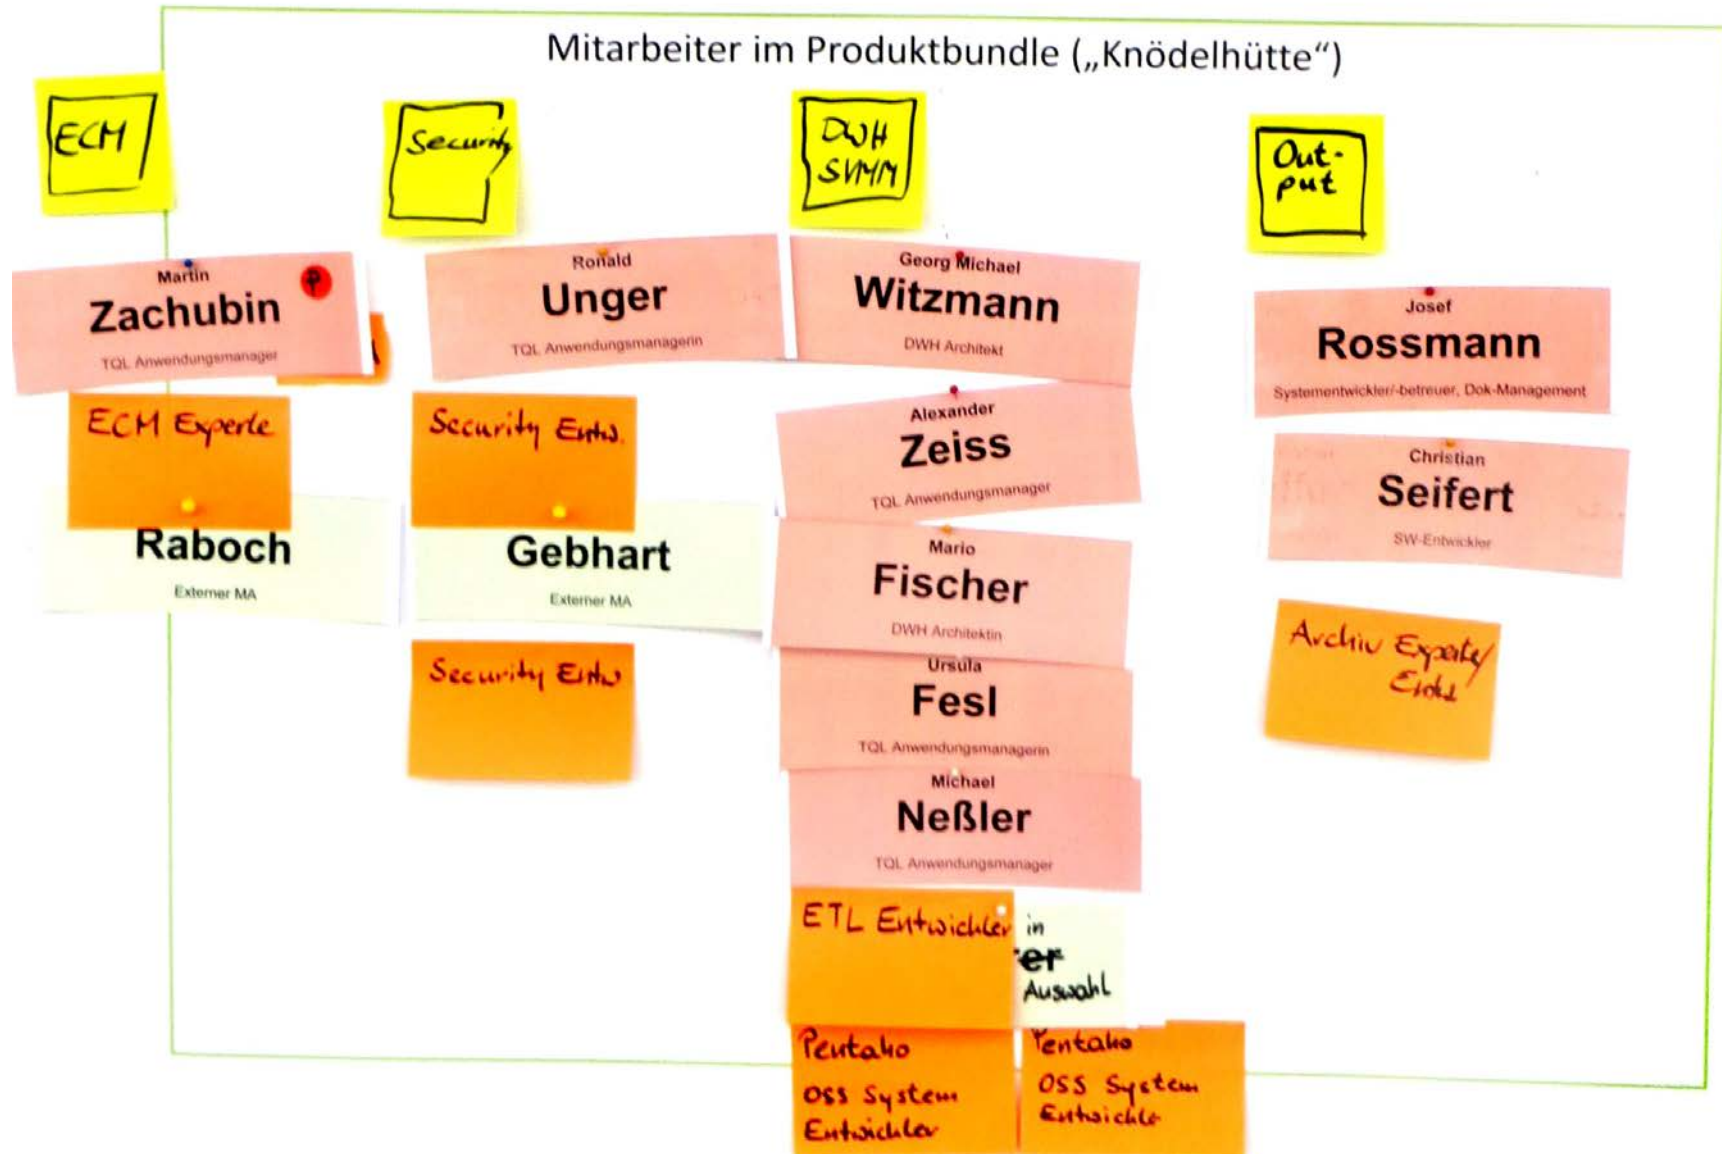 Mitarbeiter im Produktbundle („Knödelhütte“)
ECM
Martin
Zachubin
P
TQL Anwendungsmanager
ECM Experte
Raboch
Externer MA
Security
Ronald
Unger
TQL Anwendungsmanagerin
Security Entw.
Gebhart
Externer MA
Security Entw
DWH
SVMM
Georg Michael
Witzmann
DWH Architekt
Alexander
Zeiss
TQL Anwendungsmanager
Mario
Fischer
DWH Architektin
Ursula
Fesl
TQL Anwendungsmanagerin
Michael
Neßler
TQL Anwendungsmanager
ETL Entwickler
in
er
Auswahl
Pentaho
OSS System
Entwickler
Pentaho
OSS System
Entwickler
Out-
put
Josef
Rossmann
Systementwickler/-betreuer, Dok-Management
Christian
Seifert
SW-Entwickler
Archiv Experte/